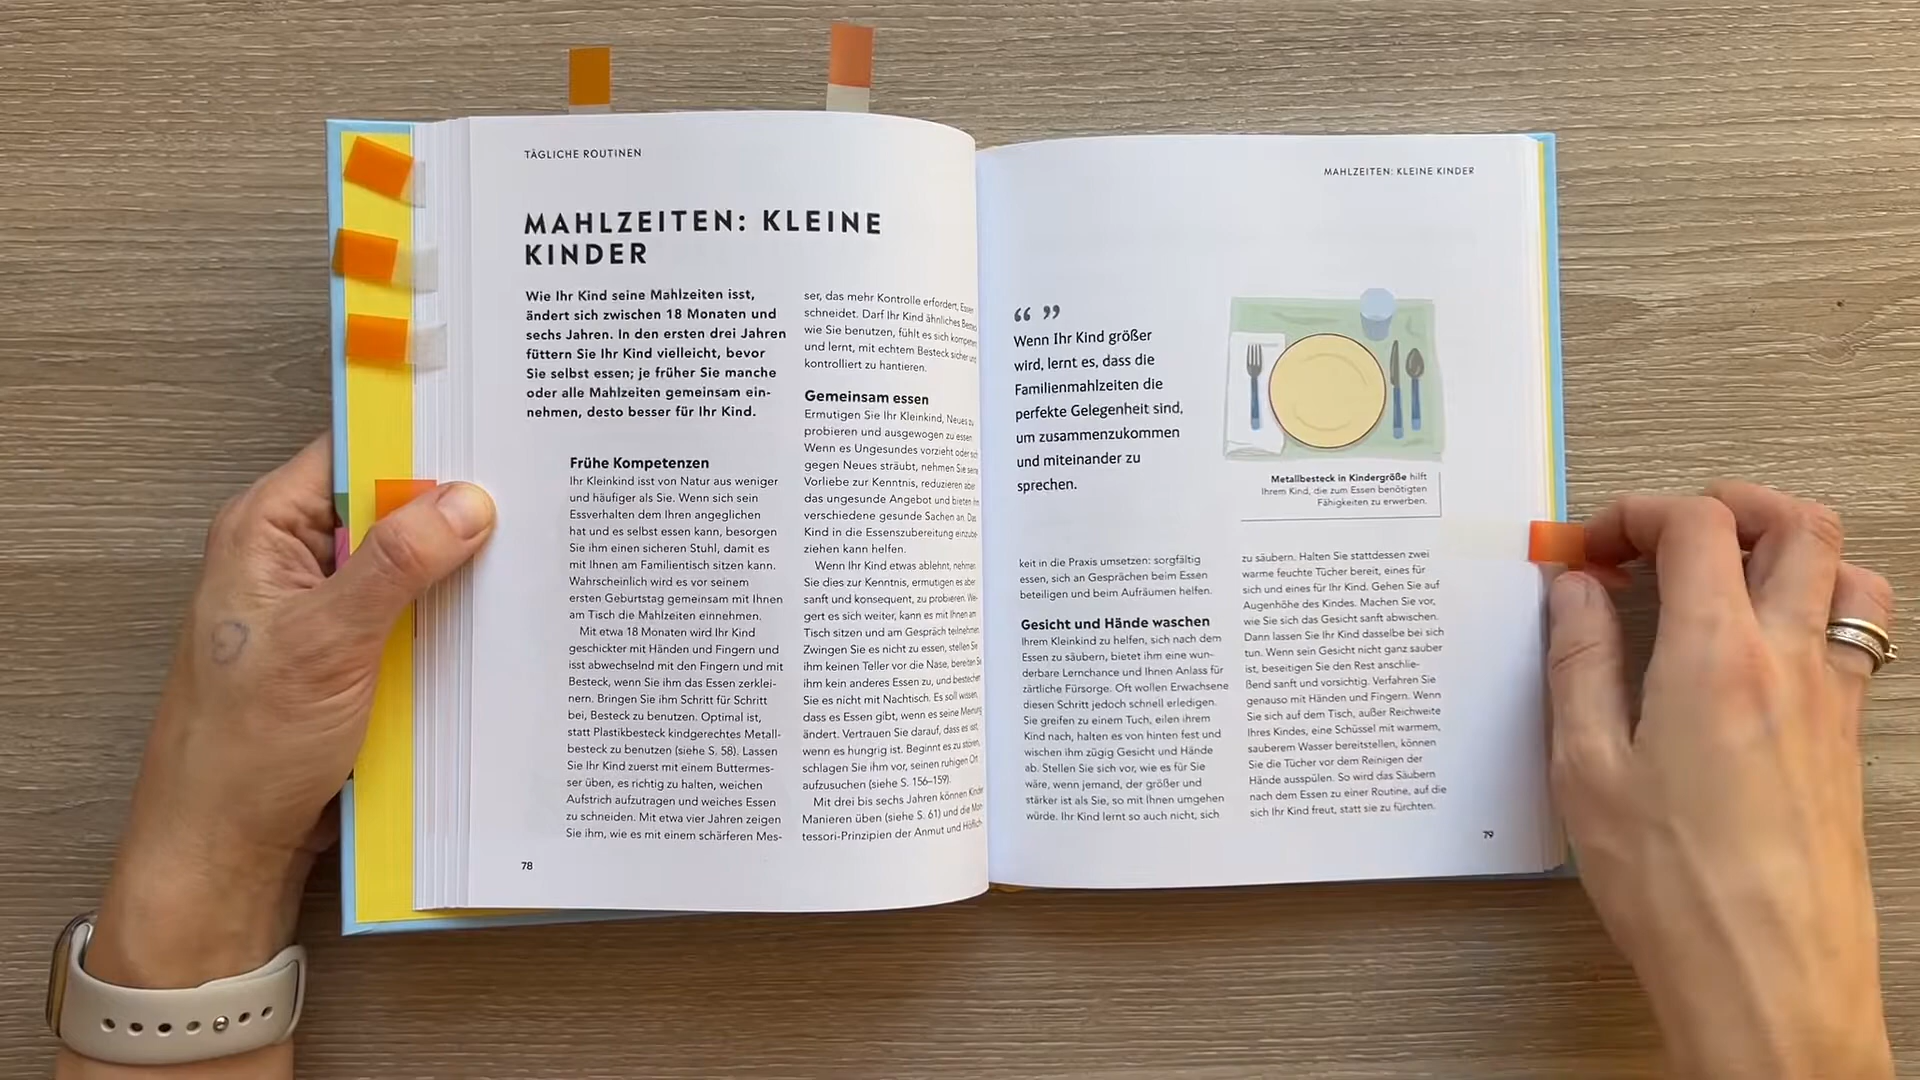 TÄGLICHE ROUTINEN
MAHLZEITEN: KLEINE
KINDER
Wie Ihr Kind seine Mahlzeiten isst,
ändert sich zwischen 18 Monaten und
sechs Jahren. In den ersten drei Jahren
füttern Sie Ihr Kind vielleicht, bevor
Sie selbst essen; je früher Sie manche
oder alle Mahlzeiten gemeinsam ein-
nehmen, desto besser für Ihr Kind.
Frühe Kompetenzen
Ihr Kleinkind isst von Natur aus weniger
und häufiger als Sie. Wenn sich sein
Essverhalten dem Ihren angeglichen
hat und es selbst essen kann, besorgen
Sie ihm einen sicheren Stuhl, damit es
mit Ihnen am Familientisch sitzen kann.
Wahrscheinlich wird es vor seinem
ersten Geburtstag gemeinsam mit Ihnen
am Tisch die Mahlzeiten einnehmen.
Mit etwa 18 Monaten wird Ihr Kind
geschickter mit Händen und Fingern und
isst abwechselnd mit den Fingern und mit
Besteck, wenn Sie ihm das Essen zerklei-
nern. Bringen Sie ihm Schritt für Schritt
bei, Besteck zu benutzen. Optimal ist,
statt Plastikbesteck kindgerechtes Metall-
besteck zu benutzen (siehe S. 58). Lassen
Sie Ihr Kind zuerst mit einem Buttermes-
ser üben, es richtig zu halten, weichen
Aufstrich aufzutragen und weiches Essen
zu schneiden. Mit etwa vier Jahren zeigen
Sie ihm, wie es mit einem schärferen Mes-
ser, das mehr Kontrolle erfordert, Essen
schneidet. Darf Ihr Kind ähnliches
wie Sie benutzen, fühlt es sich
und lernt, mit echtem Besteck sicher und
kontrolliert zu hantieren.
Gemeinsam essen
Ermutigen Sie Ihr Kleinkind, Neues zu
probieren und ausgewogen zu essen.
Wenn es Ungesundes vorzieht oder sich
gegen Neues sträubt, nehmen Sie seine
Vorliebe zur Kenntnis, reduzieren aber
das ungesunde Angebot und bieten ihm
verschiedene gesunde Sachen an. Das
Kind in die Essenszubereitung einzube-
ziehen kann helfen.
Wenn Ihr Kind etwas ablehnt, nehmen
Sie dies zur Kenntnis, ermutigen es aber
sanft und konsequent, zu probieren. Wei-
gert es sich weiter, kann es mit Ihnen am
Tisch sitzen und am Gespräch teilnehmen.
Zwingen Sie es nicht zu essen, stellen Sie
ihm keinen Teller vor die Nase, bereiten Sie
ihm kein anderes Essen zu, und bestechen
Sie es nicht mit Nachtisch. Es soll wissen,
dass es Essen gibt, wenn es seine Meinung
ändert. Vertrauen Sie darauf, dass es isst,
wenn es hungrig ist. Beginnt es zu stören,
schlagen Sie ihm vor, seinen ruhigen Ort
aufzusuchen (siehe S. 156–159).
Mit drei bis sechs Jahren können Kinder
Manieren üben (siehe S. 61) und die Mon-
tessori-Prinzipien der Anmut und Höflich-
78
MAHLZEITEN: KLEINE KINDER
“ ”
Wenn Ihr Kind größer
wird, lernt es, dass die
Familienmahlzeiten die
perfekte Gelegenheit sind,
um zusammenzukommen
und miteinander zu
sprechen.
Metallbesteck in Kindergröße hilft
Ihrem Kind, die zum Essen benötigten
Fähigkeiten zu erwerben.
keit in die Praxis umsetzen: sorgfältig
essen, sich an Gesprächen beim Essen
beteiligen und beim Aufräumen helfen.
Gesicht und Hände waschen
Ihrem Kleinkind zu helfen, sich nach dem
Essen zu säubern, bietet ihm eine wun-
derbare Lernchance und Ihnen Anlass für
zärtliche Fürsorge. Oft wollen Erwachsene
diesen Schritt jedoch schnell erledigen.
Sie greifen zu einem Tuch, eilen ihrem
Kind nach, halten es von hinten fest und
wischen ihm zügig Gesicht und Hände
ab. Stellen Sie sich vor, wie es für Sie
wäre, wenn jemand, der größer und
stärker ist als Sie, so mit Ihnen umgehen
würde. Ihr Kind lernt so auch nicht, sich
zu säubern. Halten Sie stattdessen zwei
warme feuchte Tücher bereit, eines für
sich und eines für Ihr Kind. Gehen Sie auf
Augenhöhe des Kindes. Machen Sie vor,
wie Sie sich das Gesicht sanft abwischen.
Dann lassen Sie Ihr Kind dasselbe bei sich
tun. Wenn sein Gesicht nicht ganz sauber
ist, beseitigen Sie den Rest anschlie-
ßend sanft und vorsichtig. Verfahren Sie
genauso mit Händen und Fingern. Wenn
Sie sich auf dem Tisch, außer Reichweite
Ihres Kindes, eine Schüssel mit warmem,
sauberem Wasser bereitstellen, können
Sie die Tücher vor dem Reinigen der
Hände ausspülen. So wird das Säubern
nach dem Essen zu einer Routine, auf die
sich Ihr Kind freut, statt sie zu fürchten.
79